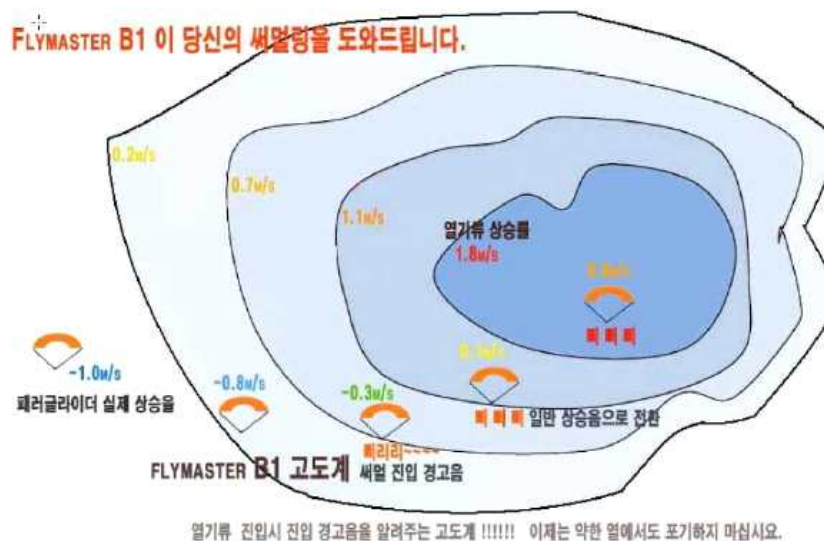 FLYMASTER B1 이 당신의 써멀링을 도와드립니다.
0.2M/S
0.7M/S
1.1M/S
열기류 상승률
1.8M/S
삐 삐 삐
-1.0M/S
패러글라이더 실제 상승율
-0.8M/S
-0.3M/S
삐 삐 삐 일반 상승음으로 전환
삐리리~~~~
FLYMASTER B1 고도계 써멀 진입 경고음
열기류 진입시 진입 경고음을 알려주는 고도계 !!!!!! 이제는 약한 열에서도 포기하지 마십시요.